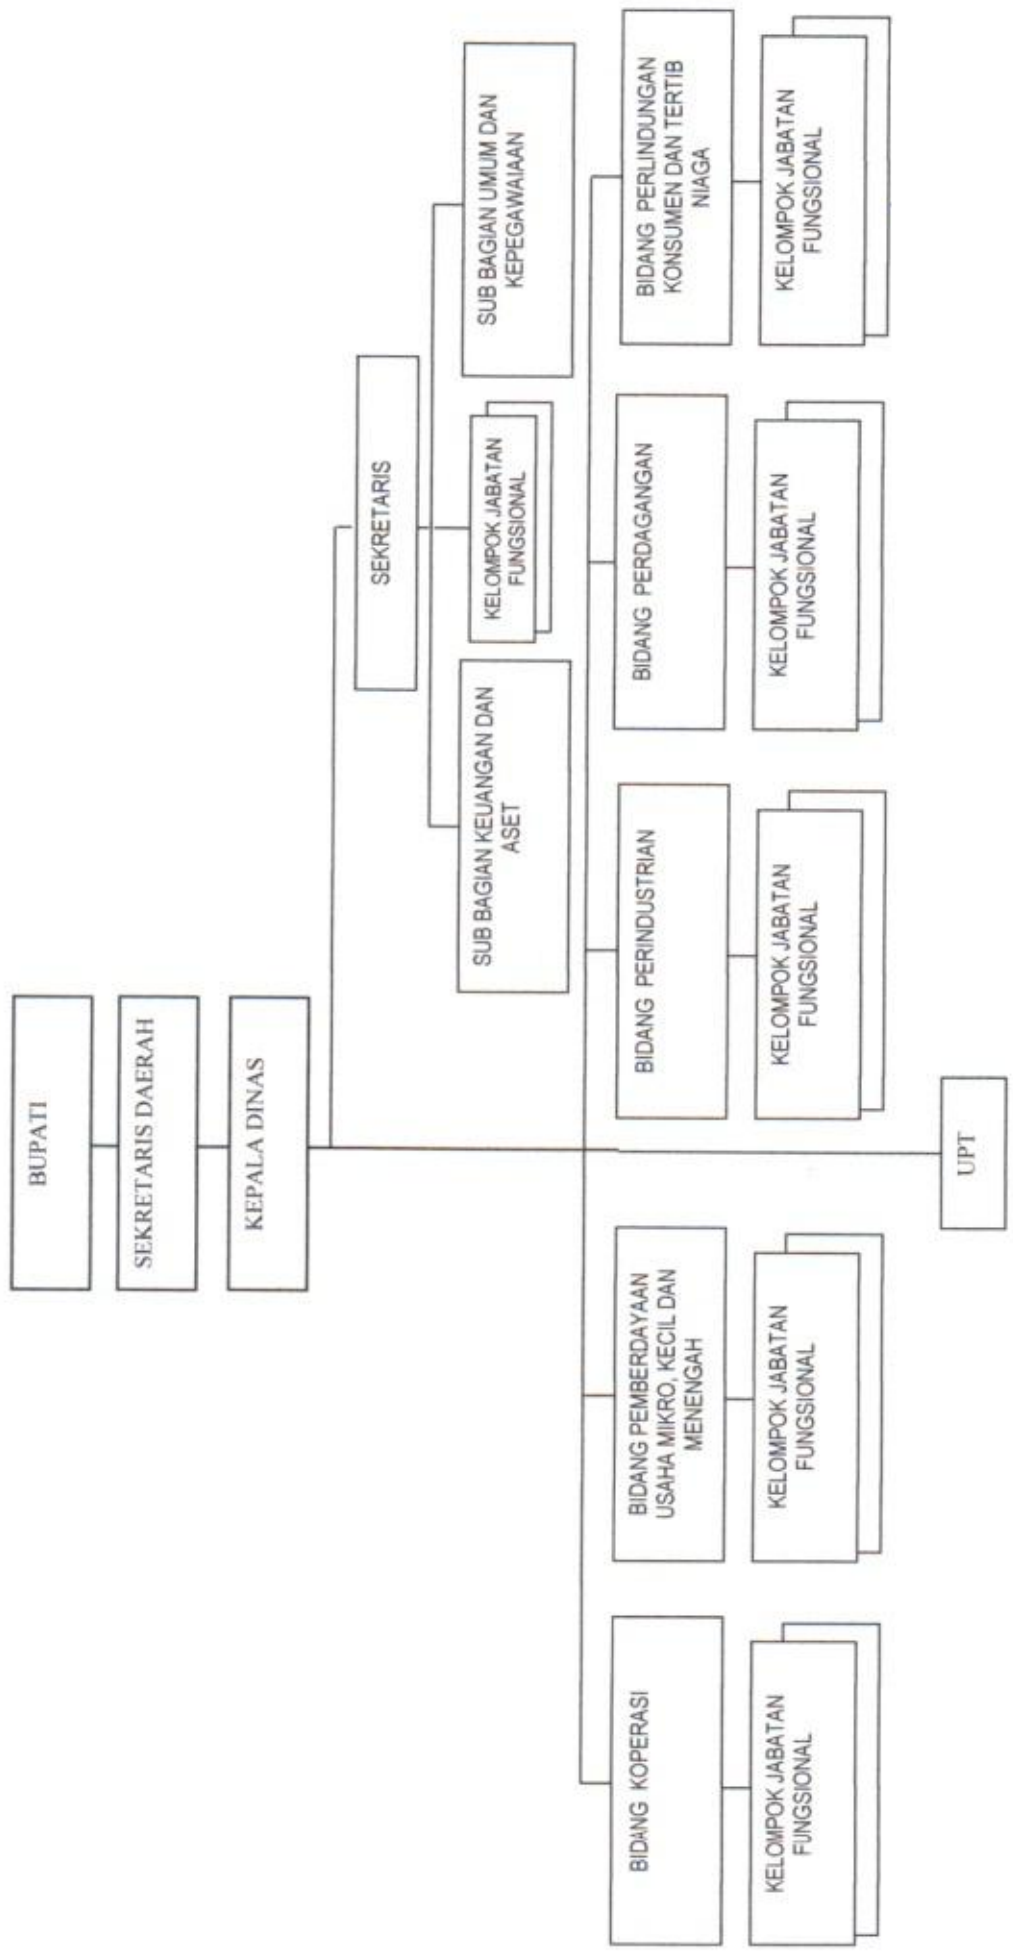 BUPATI
SEKRETARIS DAERAH
KEPALA DINAS
SEKRETARIS
SUB BAGIAN KEUANGAN DAN
ASET
KELOMPOK JABATAN
FUNGSIONAL
SUB BAGIAN UMUM DAN
KEPEGAWAIAAN
BIDANG KOPERASI
BIDANG PEMBERDAYAAN
USAHA MIKRO, KECIL DAN
MENENGAH
BIDANG PERINDUSTRIAN
BIDANG PERDAGANGAN
BIDANG PERLINDUNGAN
KONSUMEN DAN TERTIB
NIAGA
KELOMPOK JABATAN
FUNGSIONAL
KELOMPOK JABATAN
FUNGSIONAL
KELOMPOK JABATAN
FUNGSIONAL
KELOMPOK JABATAN
FUNGSIONAL
KELOMPOK JABATAN
FUNGSIONAL
UPT